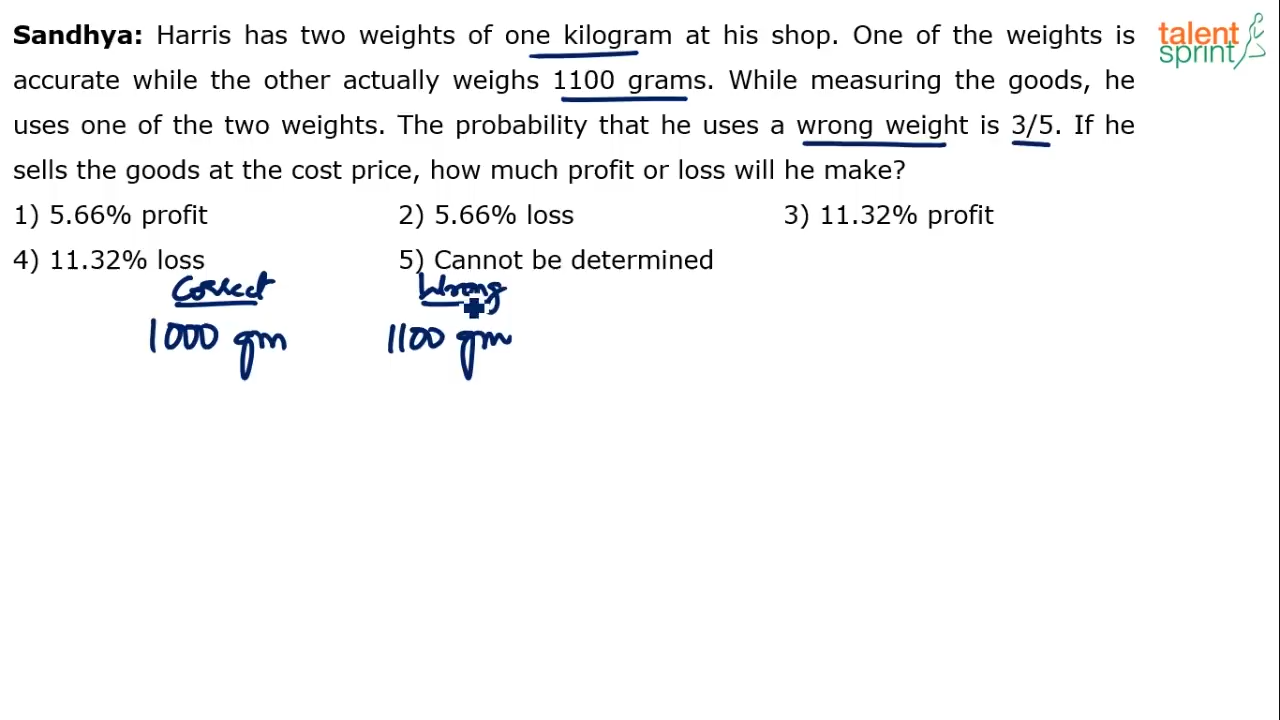 Sandhya: Harris has two weights of one kilogram at his shop. One of the weights is
accurate while the other actually weighs 1100 grams. While measuring the goods, he
uses one of the two weights. The probability that he uses a wrong weight is 3/5. If he
sells the goods at the cost price, how much profit or loss will he make?
1) 5.66% profit 2) 5.66% loss 3) 11.32% profit
4) 11.32% loss 5) Cannot be determined
talent
sprint
Correct Wrong
1000 gm 1100 gm